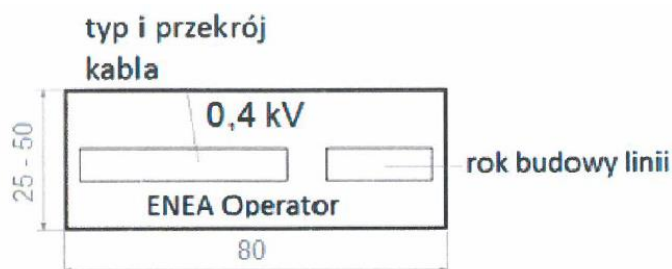 typ i przekrój
kabla
0,4 kV
25 - 50
rok budowy linii
ENEA Operator
80